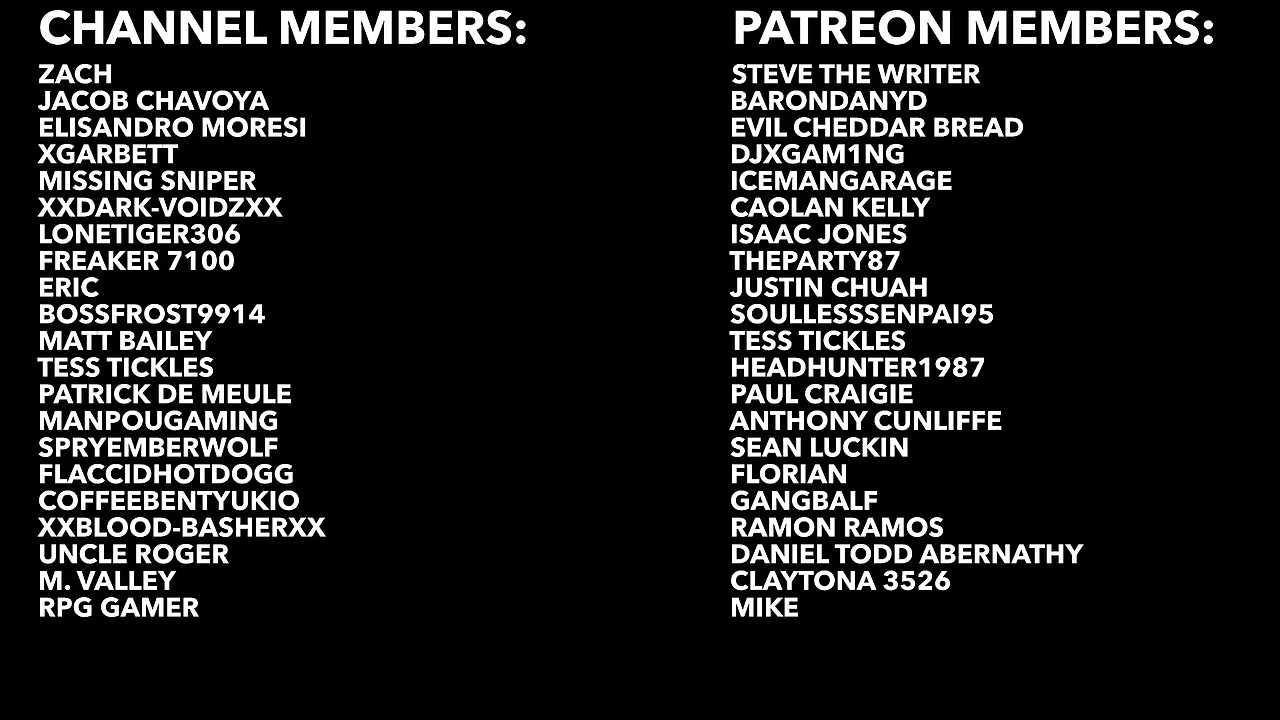 CHANNEL MEMBERS:
ZACH
JACOB CHAVOYA
ELISANDRO MORESI
XGARBETT
MISSING SNIPER
XXDARK-VOIDZXX
LONETIGER306
FREAKER 7100
ERIC
BOSSFROST9914
MATT BAILEY
TESS TICKLES
PATRICK DE MEULE
MANPOUGAMING
SPRYEMBERWOLF
FLACCIDHOTDOGG
COFFEEBENTYUKIO
XXBLOOD-BASHERXX
UNCLE ROGER
M. VALLEY
RPG GAMER
PATREON MEMBERS:
STEVE THE WRITER
BARONDANYD
EVIL CHEDDAR BREAD
DJXGAM1NG
ICEMANGARAGE
CAOLAN KELLY
ISAAC JONES
THEPARTY87
JUSTIN CHUAH
SOULLESSSENPAI95
TESS TICKLES
HEADHUNTER1987
PAUL CRAIGIE
ANTHONY CUNLIFFE
SEAN LUCKIN
FLORIAN
GANGBALF
RAMON RAMOS
DANIEL TODD ABERNATHY
CLAYTONA 3526
MIKE